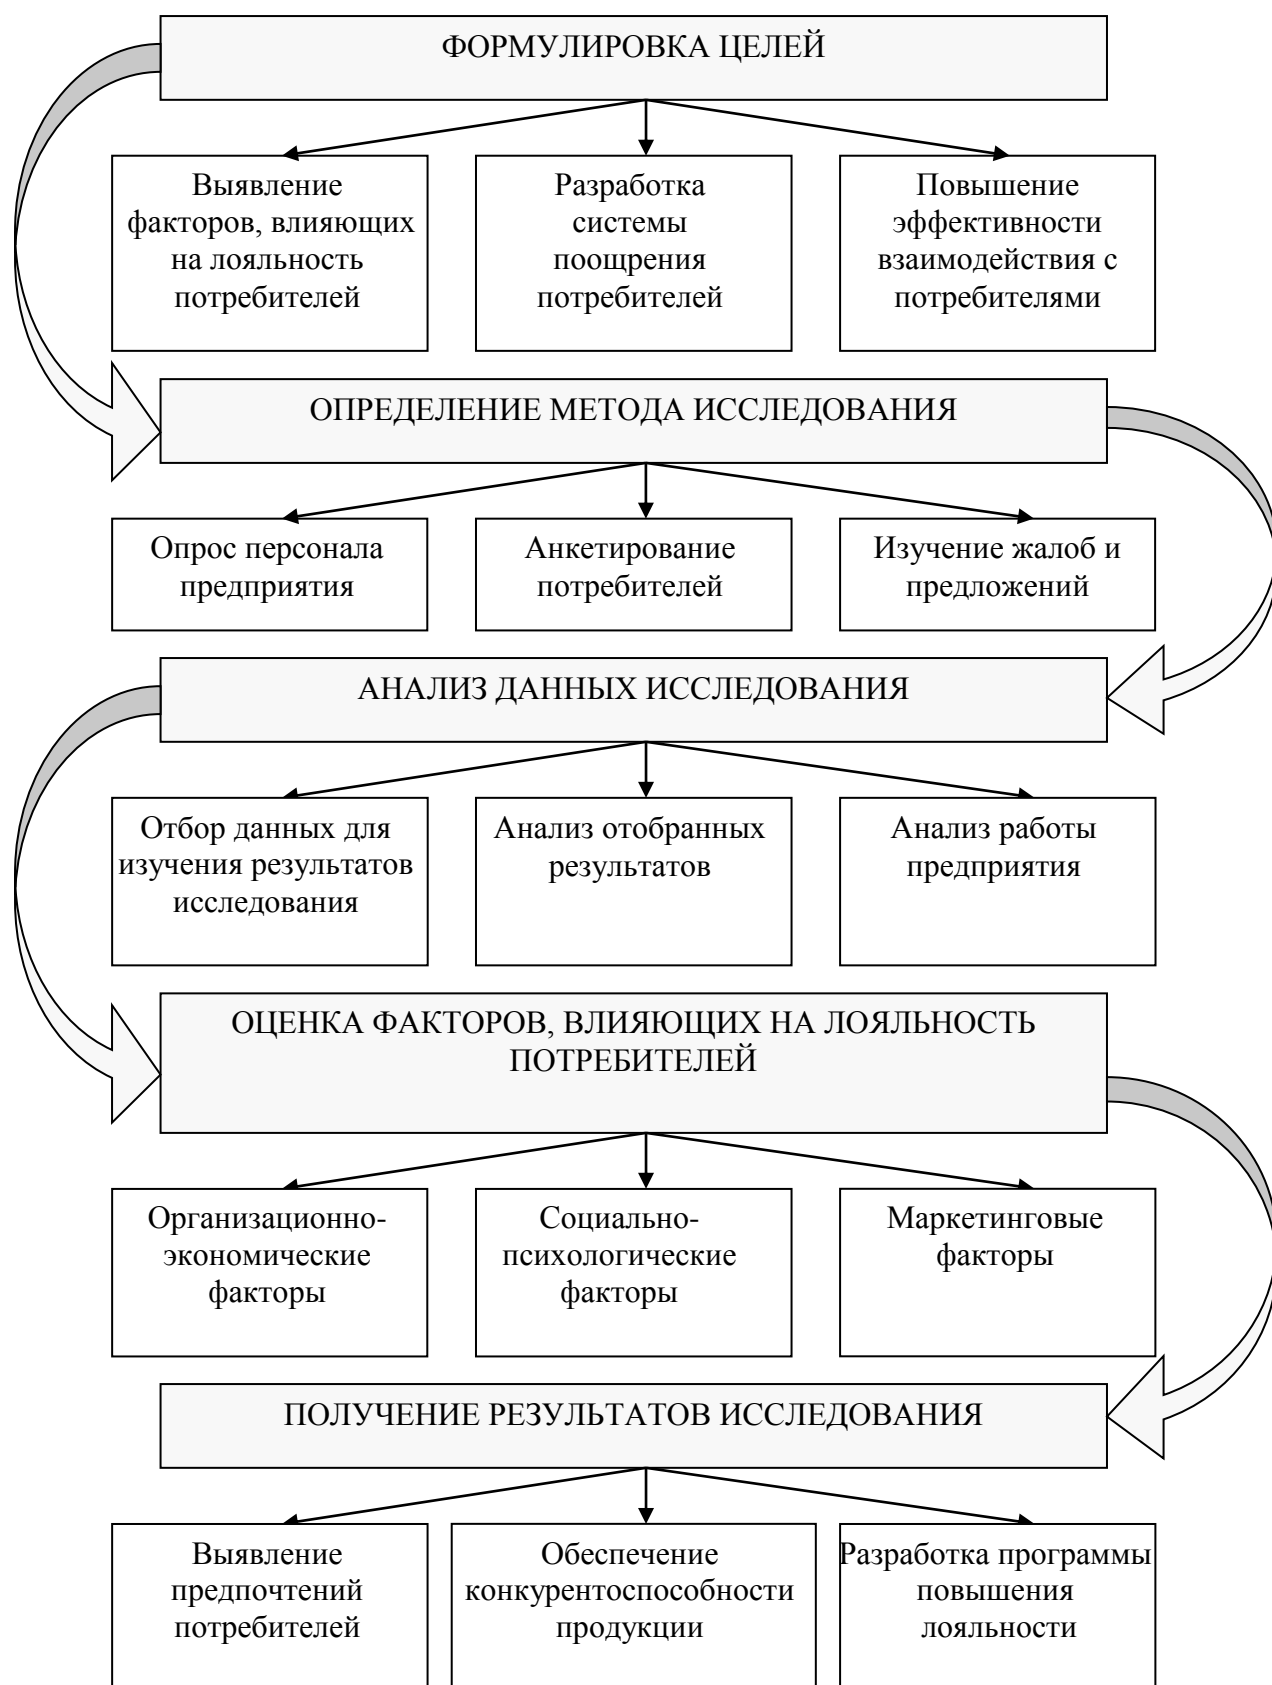 ФОРМУЛИРОВКА ЦЕЛЕЙ
Выявление
факторов, влияющих
на лояльность
потребителей
Разработка
системы
поощрения
потребителей
Повышение
эффективности
взаимодействия с
потребителями
ОПРЕДЕЛЕНИЕ МЕТОДА ИССЛЕДОВАНИЯ
Опрос персонала
предприятия
Анкетирование
потребителей
Изучение жалоб и
предложений
АНАЛИЗ ДАННЫХ ИССЛЕДОВАНИЯ
Отбор данных для
изучения результатов
исследования
Анализ отобранных
результатов
Анализ работы
предприятия
ОЦЕНКА ФАКТОРОВ, ВЛИЯЮЩИХ НА ЛОЯЛЬНОСТЬ
ПОТРЕБИТЕЛЕЙ
Организационно-
экономические
факторы
Социально-
психологические
факторы
Маркетинговые
факторы
ПОЛУЧЕНИЕ РЕЗУЛЬТАТОВ ИССЛЕДОВАНИЯ
Выявление
предпочтений
потребителей
Обеспечение
конкурентоспособности
продукции
Разработка программы
повышения
лояльности